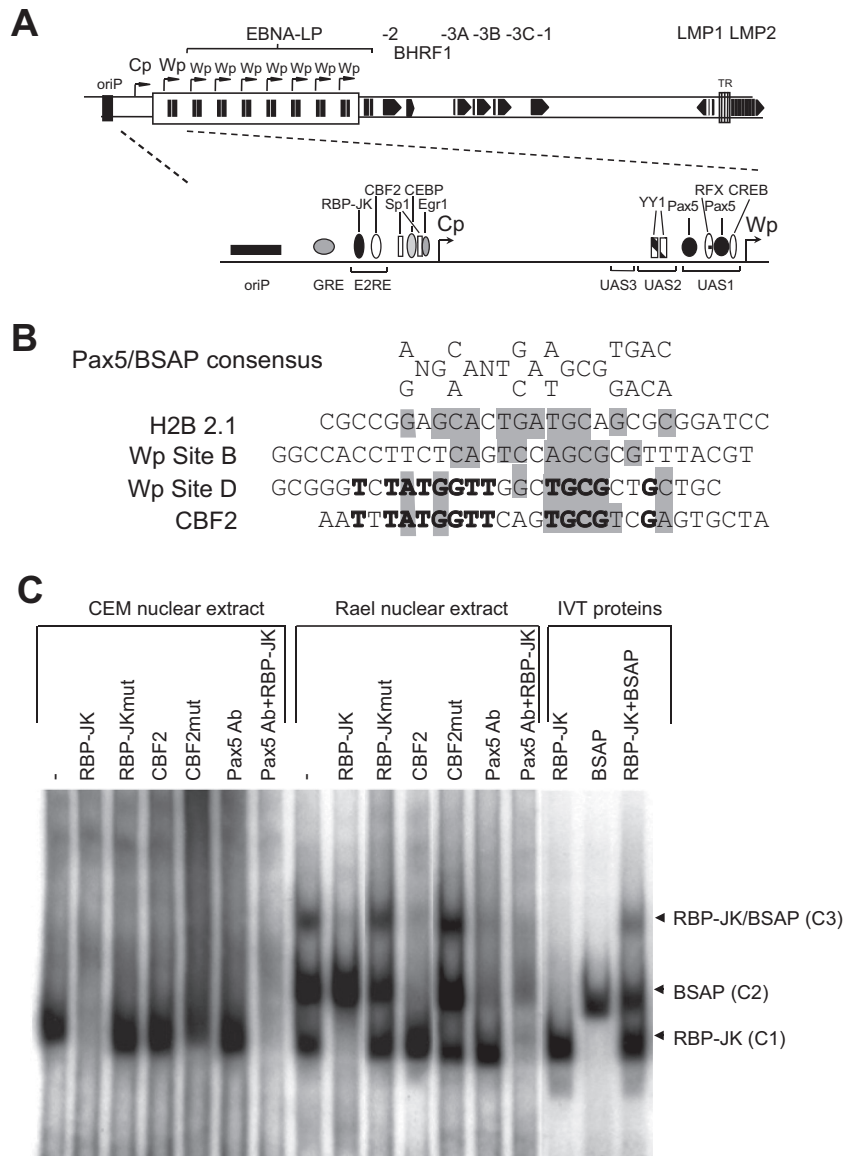 A
EBNA-LP -2 -3A -3B -3C -1 LMP1 LMP2
BHRF1
Cp Wp Wp Wp Wp Wp Wp Wp Wp
oriP TR
CBF2 CEBP RFX CREB
RBP-JK Sp1 Egr1 Cp YY1 Pax5 Pax5 Wp
oriP GRE E2RE UAS3 UAS2 UAS1
B
A C G A TGAC
Pax5/BSAP consensus NG ANT A GCG
G A C T GACA
H2B 2.1 CGCCGGAGCACTGATGCAGCGCGGATCC
Wp Site B GGCCACCTTCTCAGTCCAGCGCGTTTACGT
Wp Site D GCGGGTCTATGGTTGGCTGCGCTGCTGC
CBF2 AATTTATGGTTCAGTGCGTCGAGTGCTA
C
CEM nuclear extract Rael nuclear extract IVT proteins
- RBP-JK RBP-JKmut CBF2 CBF2mut Pax5 Ab Pax5 Ab+RBP-JK - RBP-JK RBP-JKmut CBF2 CBF2mut Pax5 Ab Pax5 Ab+RBP-JK RBP-JK BSAP RBP-JK+BSAP
RBP-JK/BSAP (C3)
BSAP (C2)
RBP-JK (C1)